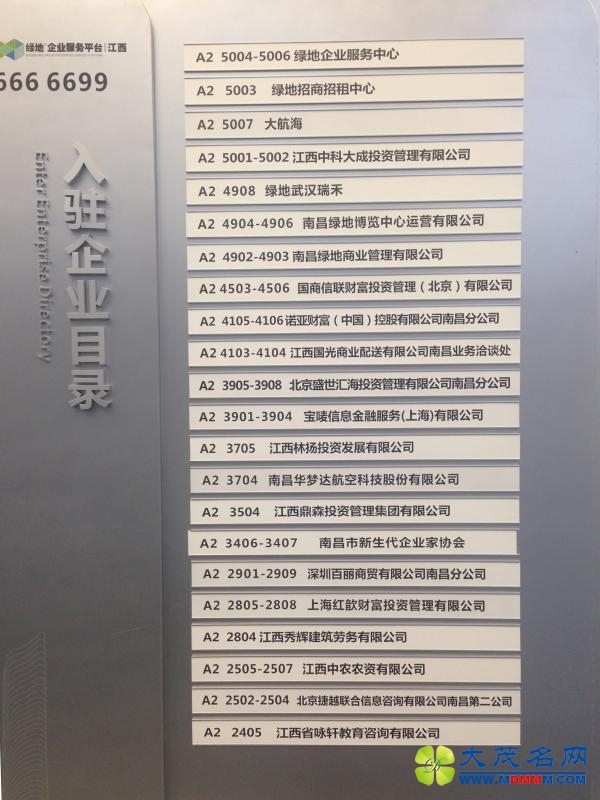 绿地 企业服务平台 江西
666 6699
入驻企业目录
Enter Enterprise Directory
A2 5004-5006 绿地企业服务中心
A2 5003 绿地招商招租中心
A2 5007 大航海
A2 5001-5002 江西中科大成投资管理有限公司
A2 4908 绿地武汉瑞禾
A2 4904-4906 南昌绿地博览中心运营有限公司
A2 4902-4903 南昌绿地商业管理有限公司
A2 4503-4506 国商信联财富投资管理（北京）有限公司
A2 4105-4106 诺亚财富（中国）控股有限公司南昌分公司
A2 4103-4104 江西国光商业配送有限公司南昌业务洽谈处
A2 3905-3908 北京盛世汇海投资管理有限公司南昌分公司
A2 3901-3904 宝唛信息金融服务(上海)有限公司
A2 3705 江西林扬投资发展有限公司
A2 3704 南昌华梦达航空科技股份有限公司
A2 3504 江西鼎森投资管理集团有限公司
A2 3406-3407 南昌市新生代企业家协会
A2 2901-2909 深圳百丽商贸有限公司南昌分公司
A2 2805-2808 上海红歆财富投资管理有限公司
A2 2804 江西秀辉建筑劳务有限公司
A2 2505-2507 江西中农农资有限公司
A2 2502-2504 北京捷越联合信息咨询有限公司南昌第二公司
A2 2405 江西省咏轩教育咨询有限公司
大茂名网
WWW.MDMMM.COM